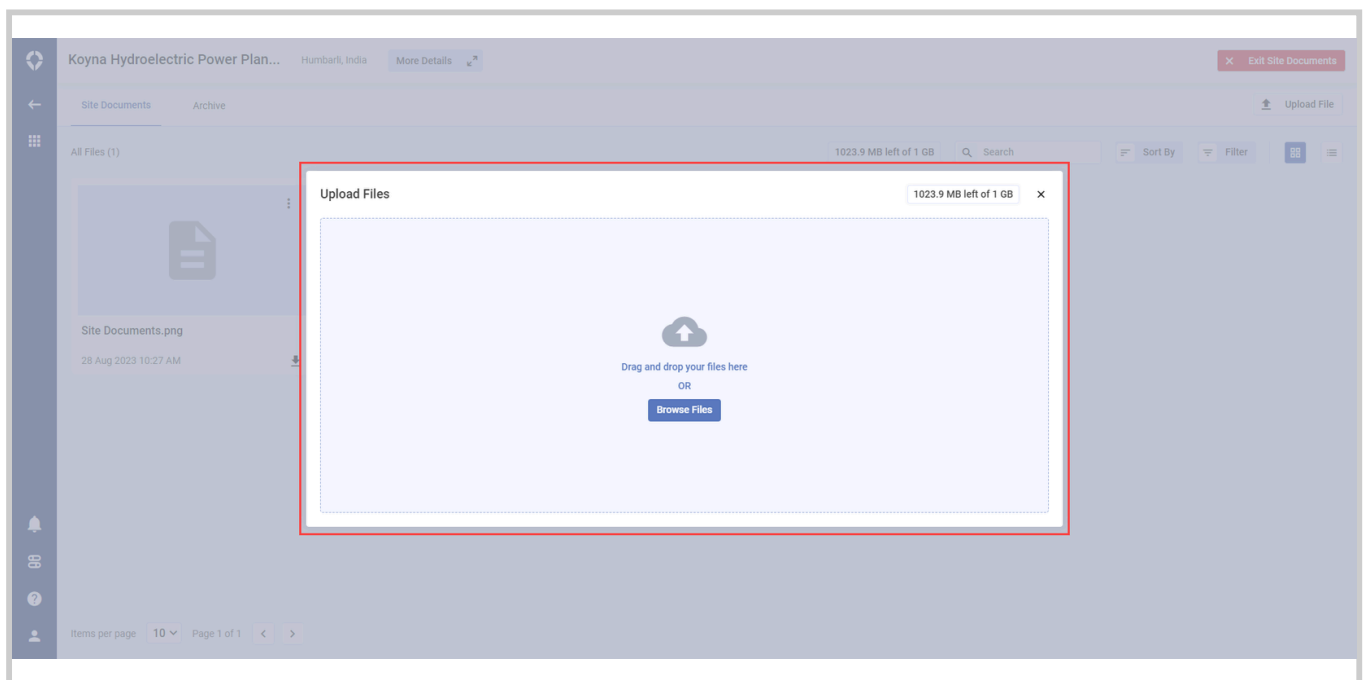 Koyna Hydroelectric Power Plan... Humbarli, India More Details
× Exit Site Documents
Site Documents Archive
Upload File
All Files (1)
1023.9 MB left of 1 GB Search Sort By Filter
Upload Files 1023.9 MB left of 1 GB ×
Drag and drop your files here
OR
Browse Files
Site Documents.png
28 Aug 2023 10:27 AM
Items per page 10 Page 1 of 1 < >